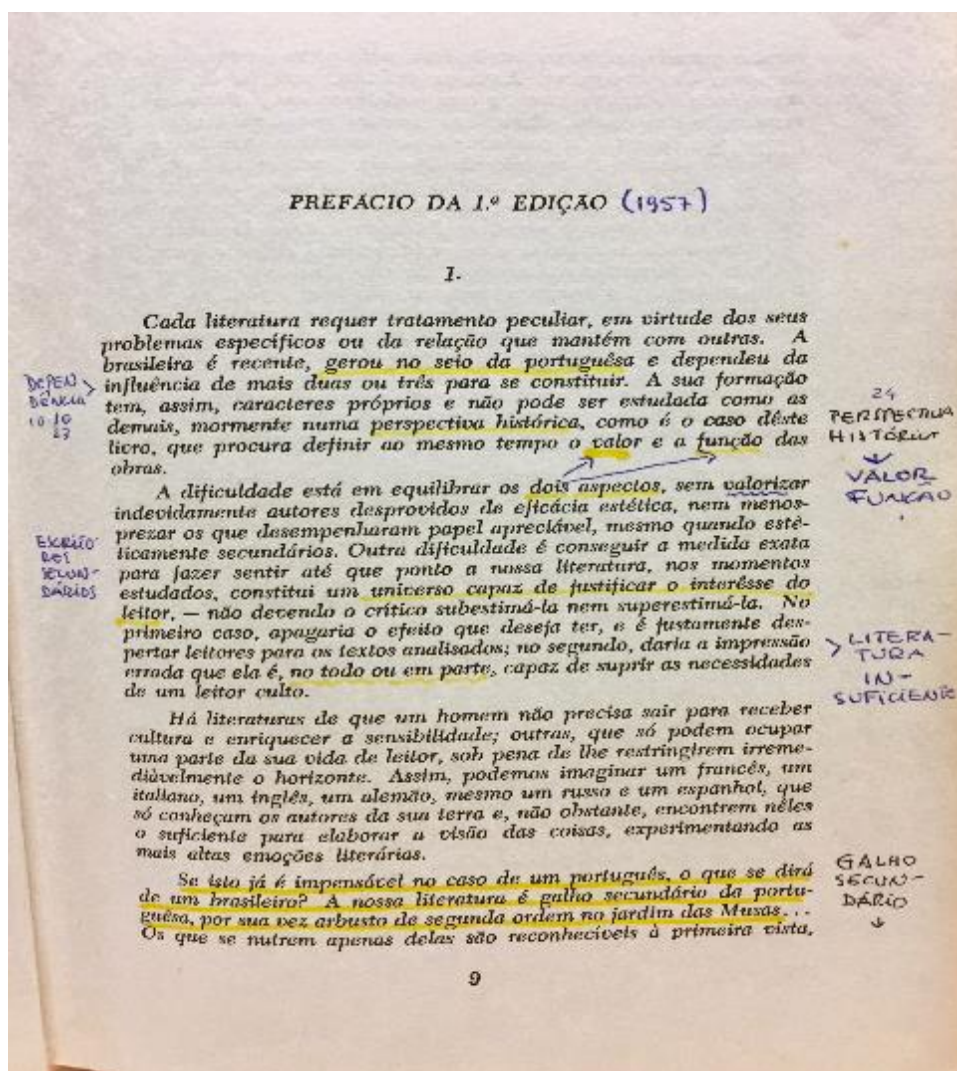 PREFÁCIO DA 1.ª EDIÇÃO (1957)
1.
Cada literatura requer tratamento peculiar, em virtude dos seus
problemas específicos ou da relação que mantém com outras. A
brasileira é recente, gerou no seio da portuguêsa e dependeu da
influência de mais duas ou três para se constituir. A sua formação
tem, assim, caracteres próprios e não pode ser estudada como as
demais, mormente numa perspectiva histórica, como é o caso dêste
livro, que procura definir ao mesmo tempo o valor e a função das
obras.
A dificuldade está em equilibrar os dois aspectos, sem valorizar
indevidamente autores desprovidos de eficácia estética, nem menos-
prezar os que desempenharam papel apreciável, mesmo quando estè-
ticamente secundários. Outra dificuldade é conseguir a medida exata
para fazer sentir até que ponto a nossa literatura, nos momentos
estudados, constitui um universo capaz de justificar o interêsse do
leitor, — não devendo o crítico subestimá-la nem superestimá-la. No
primeiro caso, apagaria o efeito que deseja ter, e é justamente des-
pertar leitores para os textos analisados; no segundo, daria a impressão
errada que ela é, no todo ou em parte, capaz de suprir as necessidades
de um leitor culto.
Há literaturas de que um homem não precisa sair para receber
cultura e enriquecer a sensibilidade; outras, que só podem ocupar
uma parte da sua vida de leitor, sob pena de lhe restringirem irreme-
diàvelmente o horizonte. Assim, podemos imaginar um francês, um
italiano, um inglês, um alemão, mesmo um russo e um espanhol, que
só conheçam os autores da sua terra e, não obstante, encontrem nêles
o suficiente para elaborar a visão das coisas, experimentando as
mais altas emoções literárias.
Se isto já é impensável no caso de um português, o que se dirá
de um brasileiro? A nossa literatura é galho secundário da portu-
guêsa, por sua vez arbusto de segunda ordem no jardim das Musas...
Os que se nutrem apenas delas são reconhecíveis à primeira vista,
9
DEPEN
DÊNCIA
SECUN-
DÁRIOS
24
PERSPECTIVA
HISTÓRICA
VALOR
FUNÇÃO
LITERA-
TURA
IN-
SUFICIENTE
GALHO
SECUN-
DÁRIO